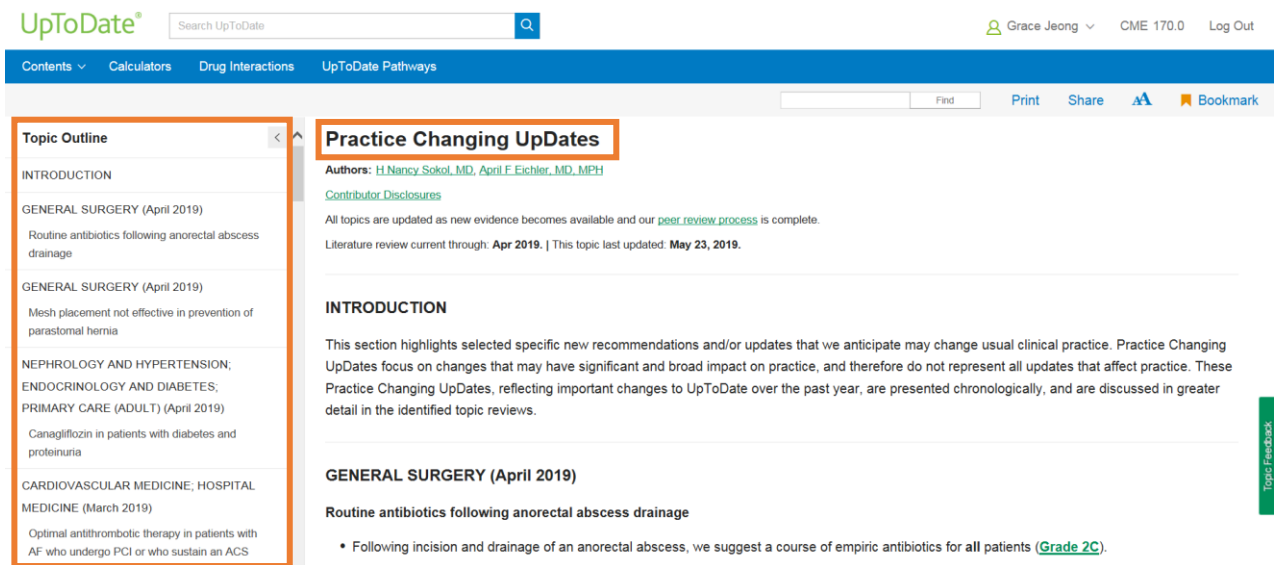 UpToDate®
Search UpToDate
Grace Jeong
CME 170.0
Log Out
Contents
Calculators
Drug Interactions
UpToDate Pathways
Find
Print
Share
AA
Bookmark
Topic Outline
<
INTRODUCTION
GENERAL SURGERY (April 2019)
Routine antibiotics following anorectal abscess
drainage
GENERAL SURGERY (April 2019)
Mesh placement not effective in prevention of
parastomal hernia
NEPHROLOGY AND HYPERTENSION;
ENDOCRINOLOGY AND DIABETES;
PRIMARY CARE (ADULT) (April 2019)
Canagliflozin in patients with diabetes and
proteinuria
CARDIOVASCULAR MEDICINE; HOSPITAL
MEDICINE (March 2019)
Optimal antithrombotic therapy in patients with
AF who undergo PCI or who sustain an ACS
Practice Changing UpDates
Authors: H Nancy Sokol, MD, April F Eichler, MD, MPH
Contributor Disclosures
All topics are updated as new evidence becomes available and our peer review process is complete.
Literature review current through: Apr 2019. | This topic last updated: May 23, 2019.
INTRODUCTION
This section highlights selected specific new recommendations and/or updates that we anticipate may change usual clinical practice. Practice Changing
UpDates focus on changes that may have significant and broad impact on practice, and therefore do not represent all updates that affect practice. These
Practice Changing UpDates, reflecting important changes to UpToDate over the past year, are presented chronologically, and are discussed in greater
detail in the identified topic reviews.
GENERAL SURGERY (April 2019)
Routine antibiotics following anorectal abscess drainage
• Following incision and drainage of an anorectal abscess, we suggest a course of empiric antibiotics for all patients (Grade 2C).
Topic Feedback